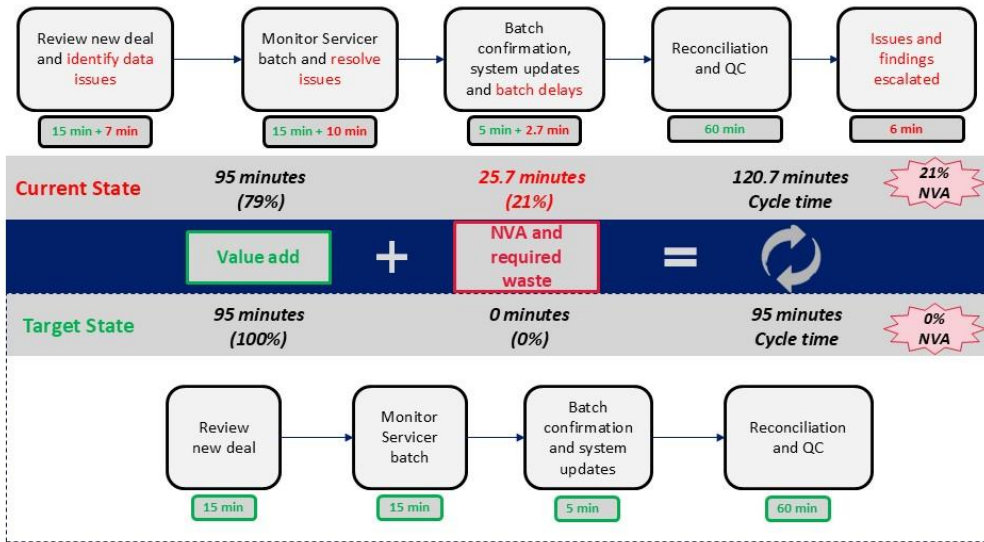 Review new deal
and identify data
issues
Monitor Servicer
batch and resolve
issues
Batch
confirmation,
system updates
and batch delays
Reconciliation
and QC
Issues and
findings
escalated
15 min + 7 min
15 min + 10 min
5 min + 2.7 min
60 min
6 min
Current State
95 minutes
(79%)
25.7 minutes
(21%)
120.7 minutes
Cycle time
21%
NVA
Value add
+
NVA and
required
waste
=
Target State
95 minutes
(100%)
0 minutes
(0%)
95 minutes
Cycle time
0%
NVA
Review
new deal
Monitor
Servicer
batch
Batch
confirmation
and system
updates
Reconciliation
and QC
15 min
15 min
5 min
60 min